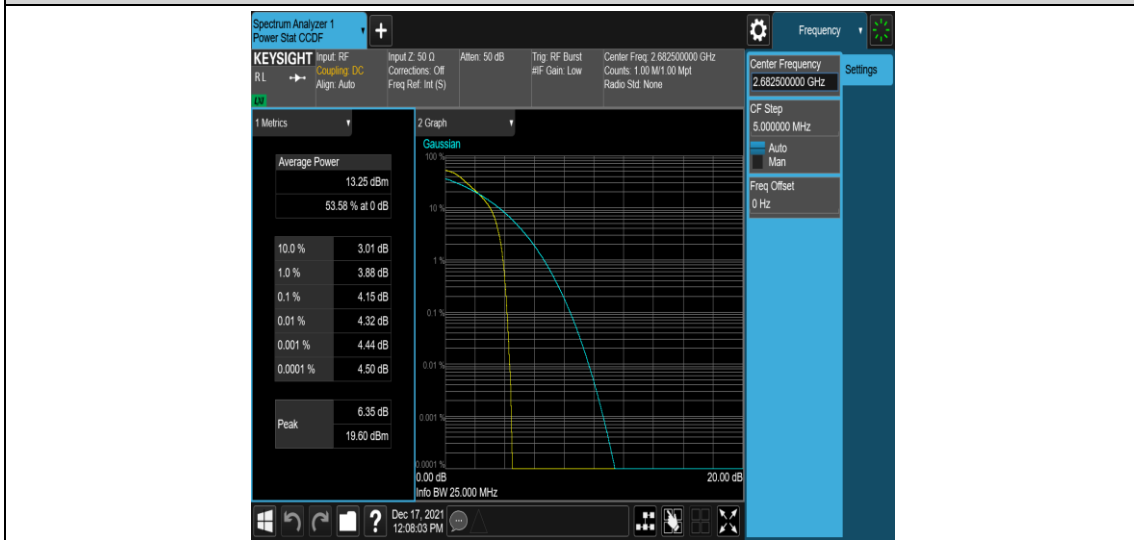 Spectrum Analyzer 1
Power Stat CCDF
Frequency
KEYSIGHT
RL
Input: RF
Coupling: DC
Align: Auto
Input Z: 50 Ω
Corrections: Off
Freq Ref: Int (S)
Atten: 50 dB
Trig: RF Burst
#IF Gain: Low
Center Freq: 2.682500000 GHz
Counts: 1.00 M/1.00 Mpt
Radio Std: None
Center Frequency
2.682500000 GHz
Settings
CF Step
5.000000 MHz
Auto
Man
Freq Offset
0 Hz
1 Metrics
Average Power
13.25 dBm
53.58 % at 0 dB
10.0 % 3.01 dB
1.0 % 3.88 dB
0.1 % 4.15 dB
0.01 % 4.32 dB
0.001 % 4.44 dB
0.0001 % 4.50 dB
Peak
6.35 dB
19.60 dBm
2 Graph
Gaussian
100 %
10 %
1 %
0.1 %
0.01 %
0.001 %
0.0001 %
0.00 dB 20.00 dB
Info BW 25.000 MHz
Dec 17, 2021
12:08:03 PM